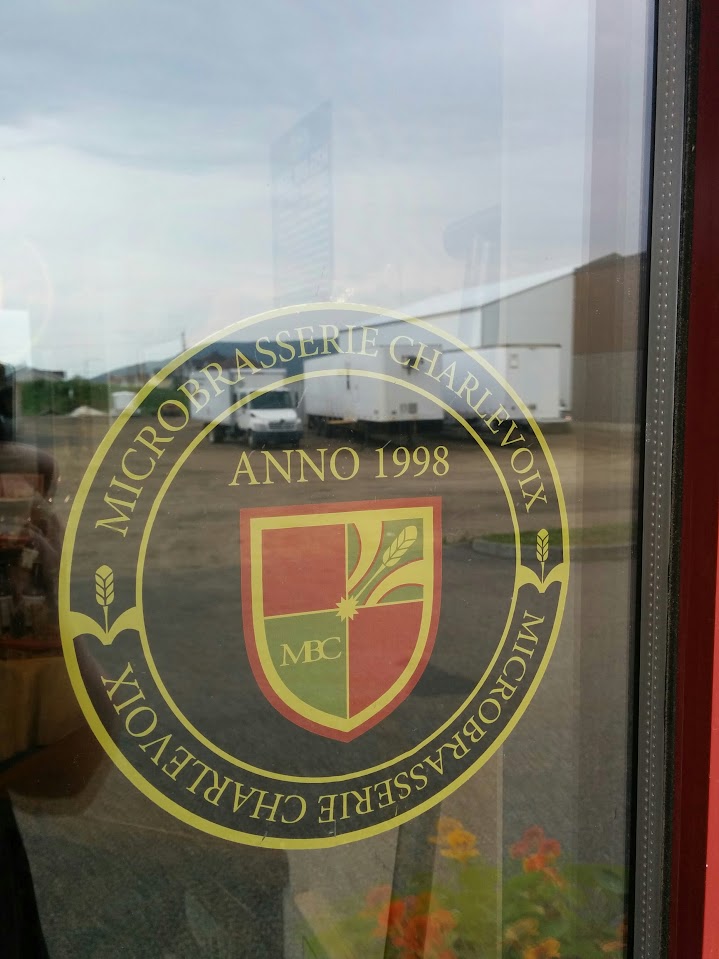 MICROBRASSERIE CHARLEVOIX
ANNO 1998
MBC
MICROBRASSERIE CHARLEVOIX